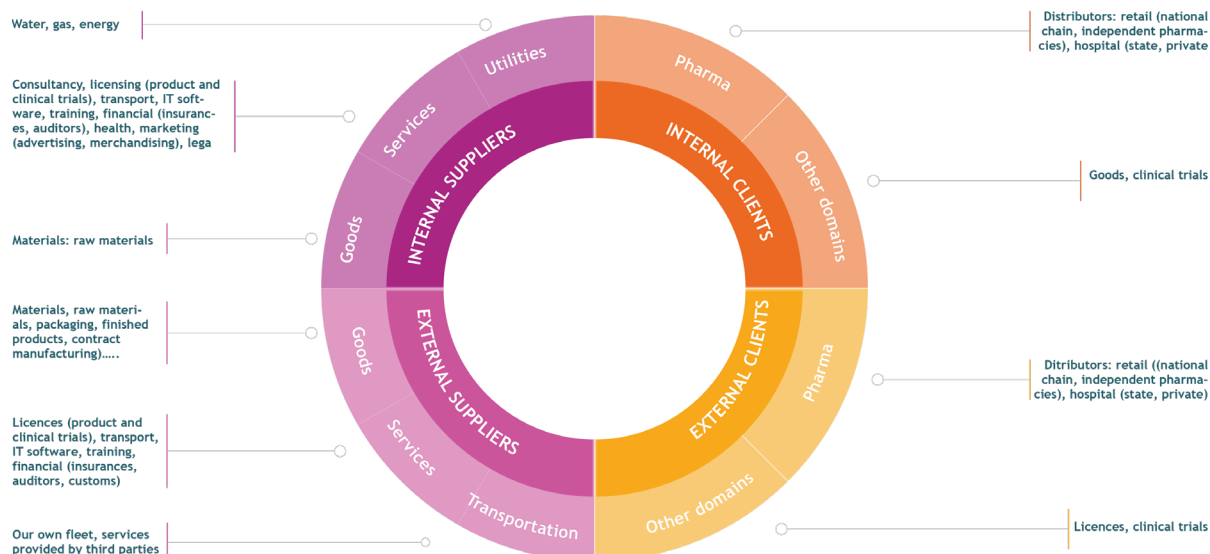 Water, gas, energy
Consultancy, licensing (product and
clinical trials), transport, IT soft-
ware, training, financial (insuranc-
es, auditors), health, marketing
(advertising, merchandising), lega
Materials: raw materials
Materials, raw materi-
als, packaging, finished
products, contract
manufacturing)…..
Licences (product and
clinical trials), transport,
IT software, training,
financial (insurances,
auditors, customs)
Our own fleet, services
provided by third parties
Utilities
Services
Goods
INTERNAL SUPPLIERS
Goods
Services
Transportation
EXTERNAL SUPPLIERS
Pharma
Other domains
INTERNAL CLIENTS
Pharma
Other domains
EXTERNAL CLIENTS
Distributors: retail (national
chain, independent pharma-
cies), hospital (state, private
Goods, clinical trials
Ditributors: retail ((national
chain, independent pharma-
cies), hospital (state, private)
Licences, clinical trials